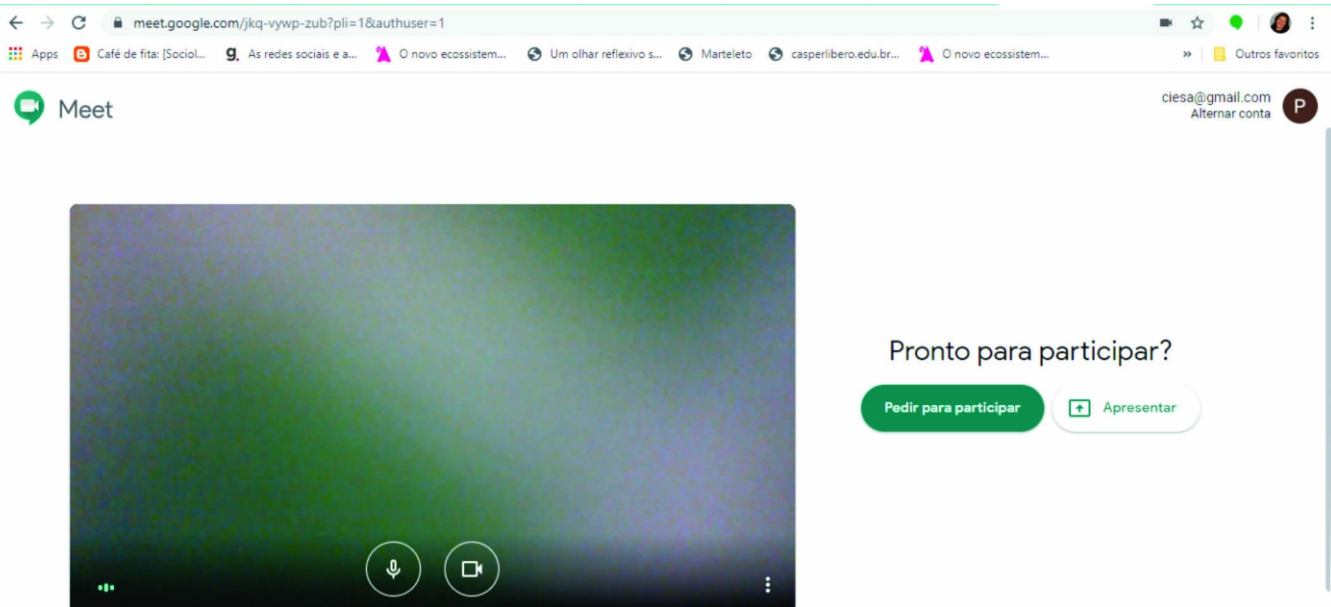 meet.google.com/jkq-vywp-zub?pli=1&authuser=1
Apps Café de fita: [Sociol... As redes sociais e a... O novo ecossistem... Um olhar reflexivo s... Marteleto casperlibero.edu.br... O novo ecossistem... » Outros favoritos
Meet
ciesa@gmail.com
Alternar conta
P
Pronto para participar?
Pedir para participar Apresentar